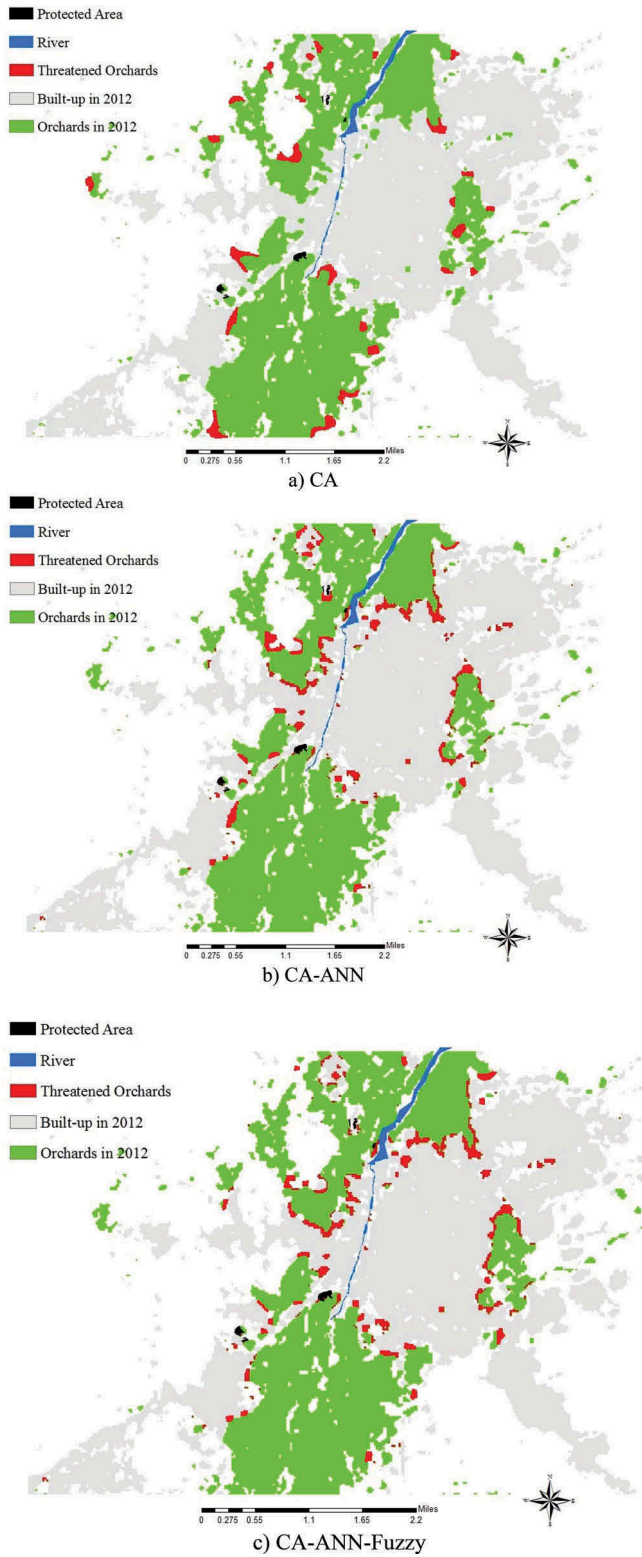 Protected Area
River
Threatened Orchards
Built-up in 2012
Orchards in 2012
N
W E
S
Miles
0 0.275 0.55 1.1 1.65 2.2
a) CA
Protected Area
River
Threatened Orchards
Built-up in 2012
Orchards in 2012
N
W E
S
Miles
0 0.275 0.55 1.1 1.65 2.2
b) CA-ANN
Protected Area
River
Threatened Orchards
Built-up in 2012
Orchards in 2012
N
W E
S
Miles
0 0.275 0.55 1.1 1.65 2.2
c) CA-ANN-Fuzzy